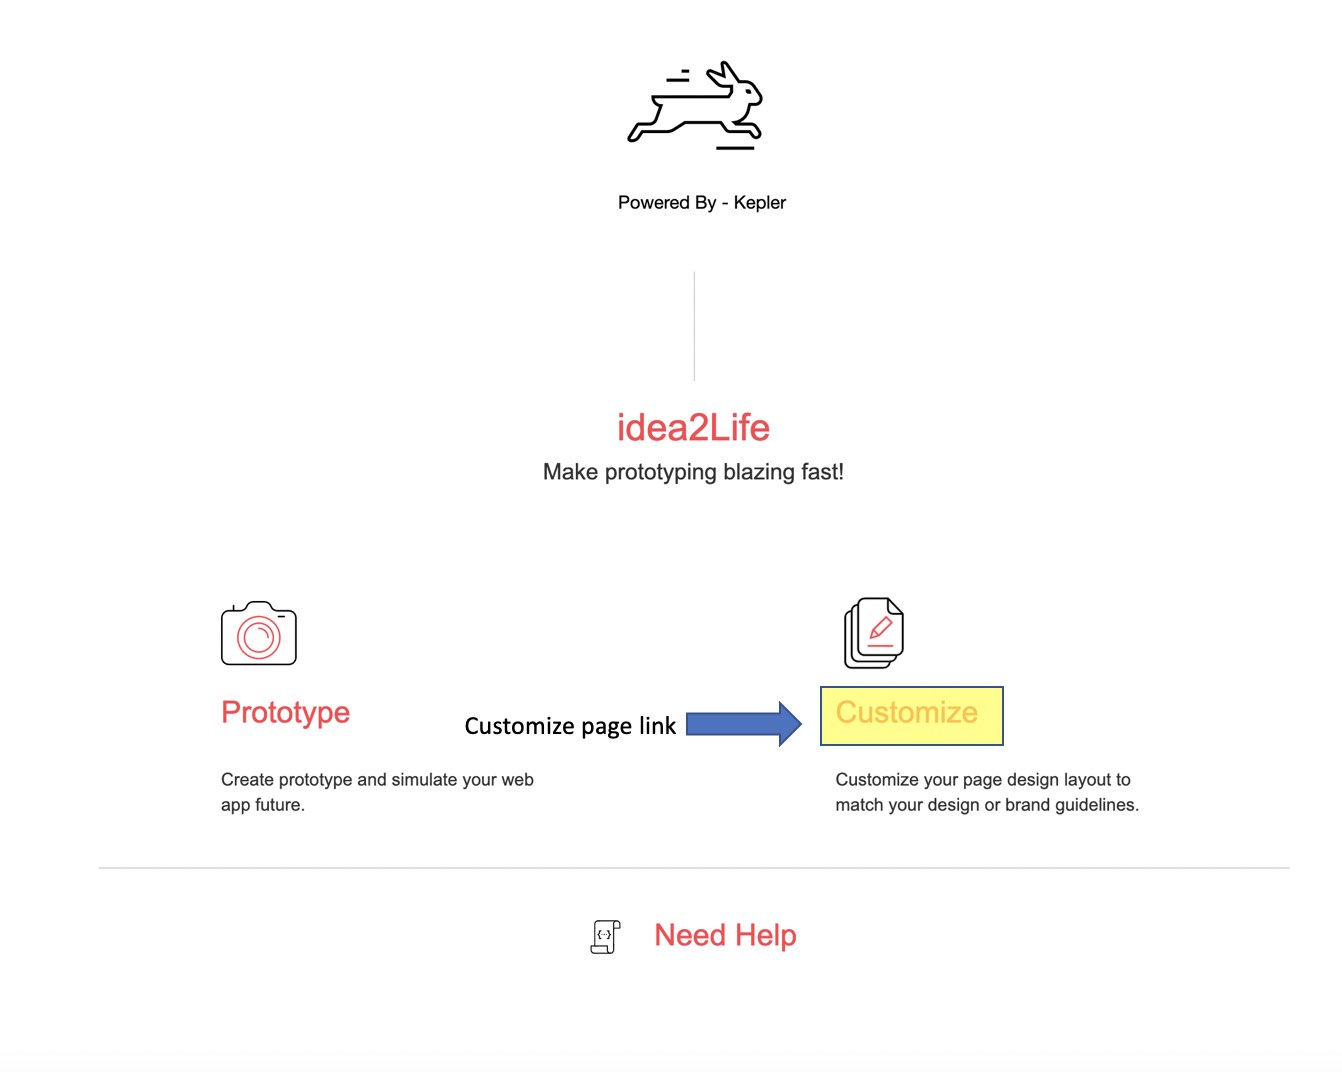 Powered By - Kepler
idea2Life
Make prototyping blazing fast!
Prototype
Create prototype and simulate your web
app future.
Customize page link
Customize
Customize your page design layout to
match your design or brand guidelines.
{··}
Need Help